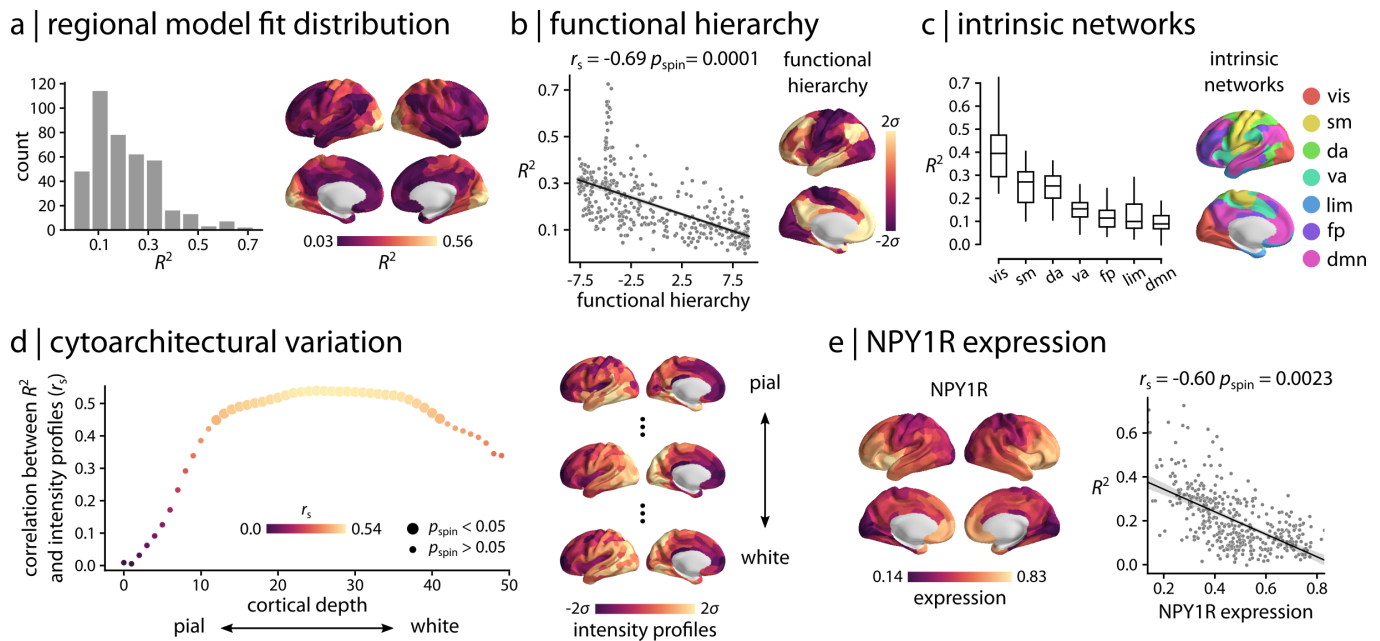 a | regional model fit distribution
120
100
80
60
40
20
0
count
0.1 0.3 0.5 0.7
R²
0.03 0.56
R²
b | functional hierarchy
rₛ = -0.69 pspin= 0.0001
0.7
0.5
0.3
0.1
R²
-7.5 -2.5 2.5 7.5
functional hierarchy
functional
hierarchy
2σ
-2σ
c | intrinsic networks
0.7
0.6
0.5
0.4
0.3
0.2
0.1
0.0
R²
vis sm da va fp lim dmn
intrinsic
networks
vis
sm
da
va
lim
fp
dmn
d | cytoarchitectural variation
correlation between R²
and intensity profiles (rₛ)
0.5
0.4
0.3
0.2
0.1
0.0
rₛ
0.0 0.54
pspin < 0.05
pspin > 0.05
0 10 20 30 40 50
cortical depth
pial white
pial
white
-2σ 2σ
intensity profiles
e | NPY1R expression
NPY1R
0.14 0.83
expression
rₛ = -0.60 pspin = 0.0023
0.6
0.4
0.2
0.0
R²
0.2 0.4 0.6 0.8
NPY1R expression